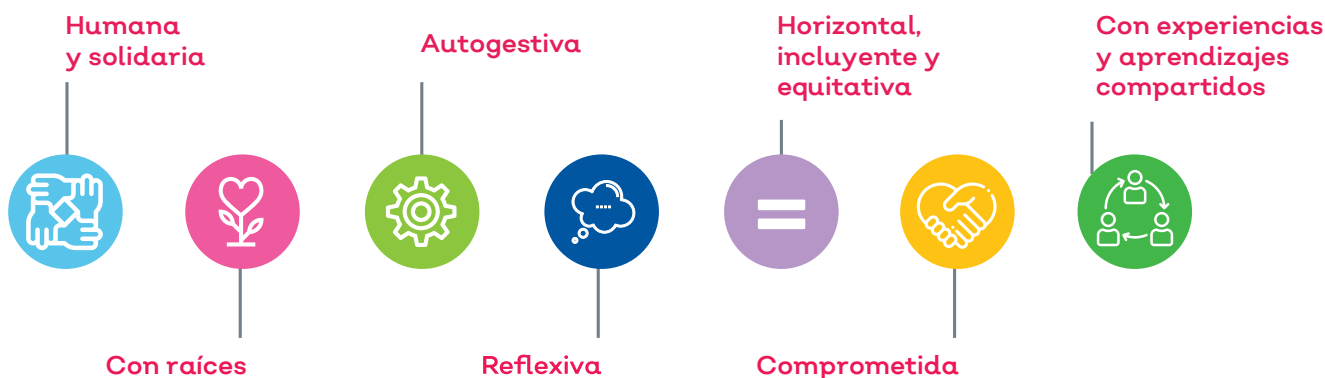 Humana
y solidaria
Con raíces
Autogestiva
Reflexiva
Horizontal,
incluyente y
equitativa
Comprometida
Con experiencias
y aprendizajes
compartidos